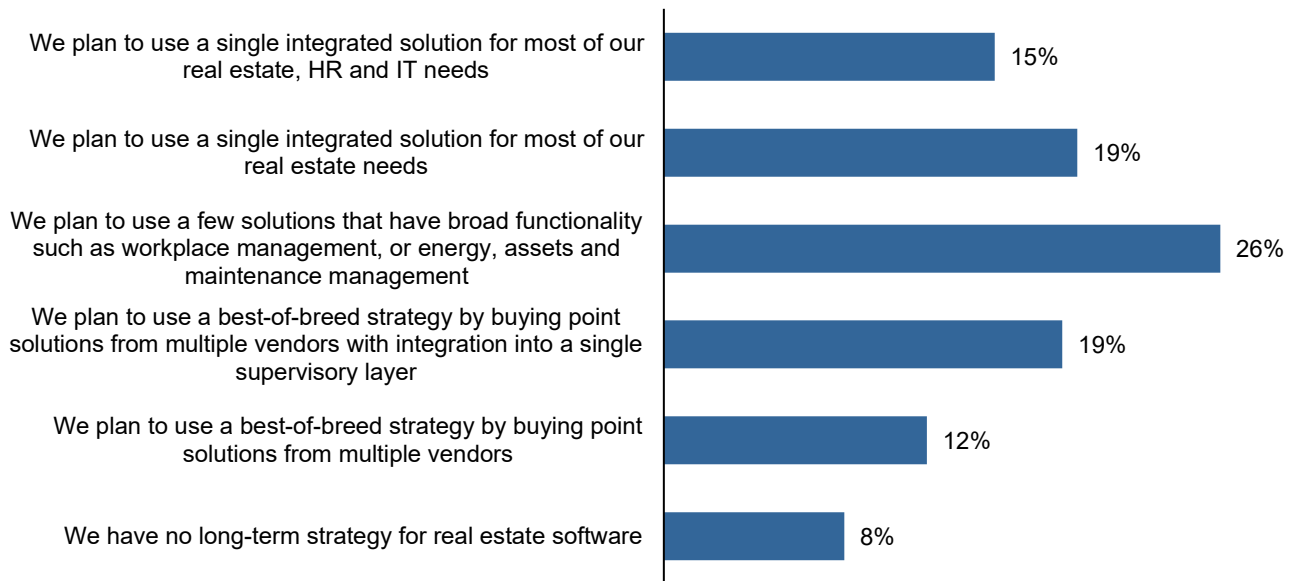 We plan to use a single integrated solution for most of our
real estate, HR and IT needs
15%
We plan to use a single integrated solution for most of our
real estate needs
19%
We plan to use a few solutions that have broad functionality
such as workplace management, or energy, assets and
maintenance management
26%
We plan to use a best-of-breed strategy by buying point
solutions from multiple vendors with integration into a single
supervisory layer
19%
We plan to use a best-of-breed strategy by buying point
solutions from multiple vendors
12%
We have no long-term strategy for real estate software
8%